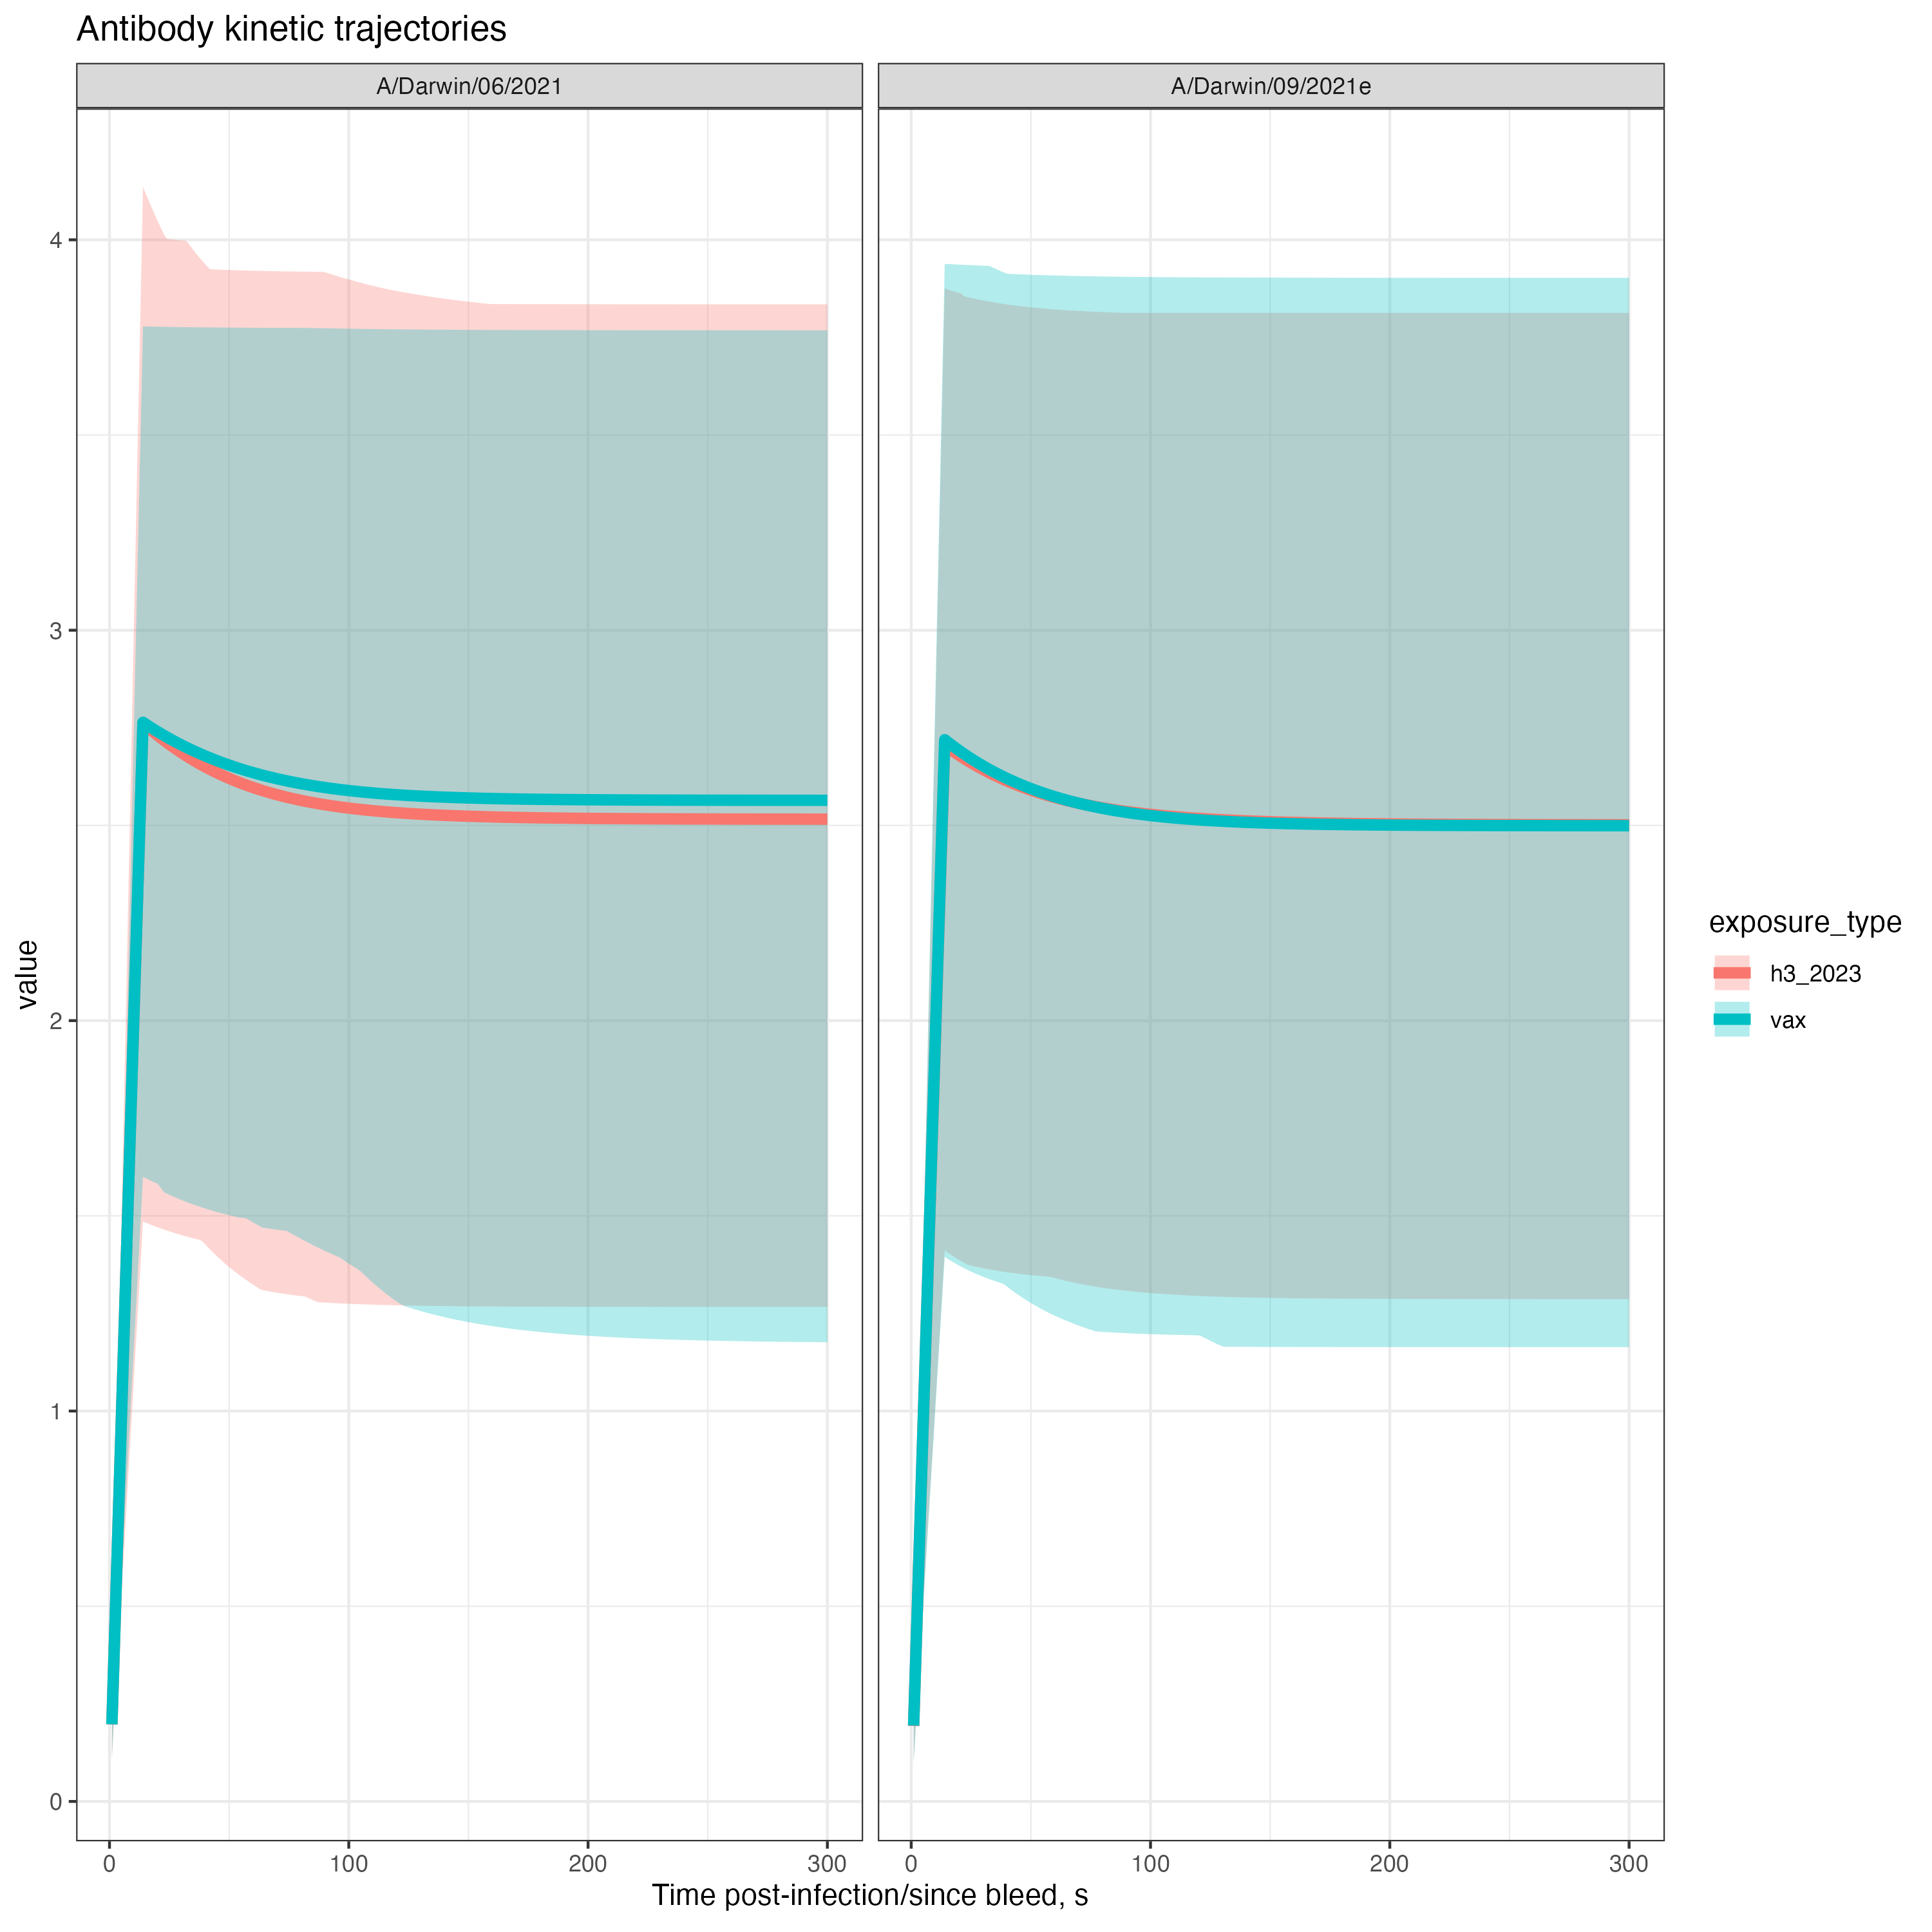 Antibody kinetic trajectories
A/Darwin/06/2021
A/Darwin/09/2021e
4
3
2
1
0
value
0 100 200 300
0 100 200 300
Time post-infection/since bleed, s
exposure_type
h3_2023
vax